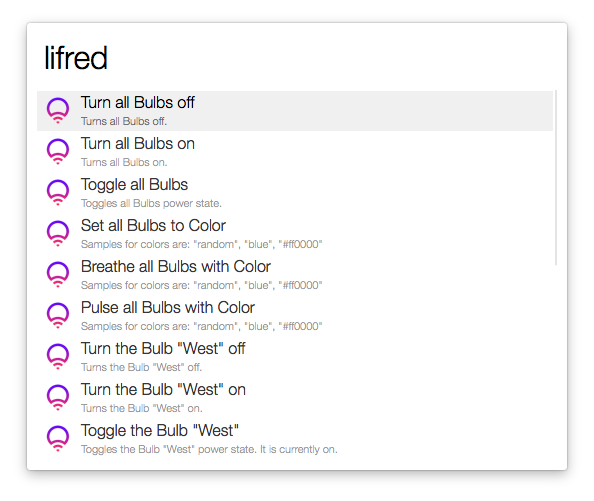 lifred
Turn all Bulbs off
Turns all Bulbs off.
Turn all Bulbs on
Turns all Bulbs on.
Toggle all Bulbs
Toggles all Bulbs power state.
Set all Bulbs to Color
Samples for colors are: "random", "blue", "#ff0000"
Breathe all Bulbs with Color
Samples for colors are: "random", "blue", "#ff0000"
Pulse all Bulbs with Color
Samples for colors are: "random", "blue", "#ff0000"
Turn the Bulb "West" off
Turns the Bulb "West" off.
Turn the Bulb "West" on
Turns the Bulb "West" on.
Toggle the Bulb "West"
Toggles the Bulb "West" power state. It is currently on.